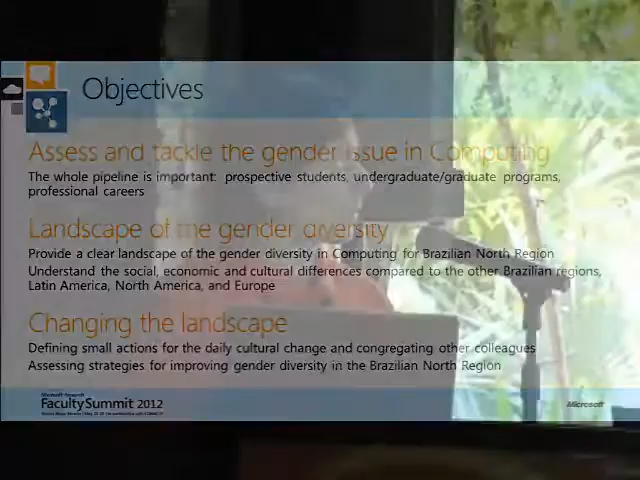 Objectives
Assess and tackle the gender issue in Computing
The whole pipeline is important: prospective students, undergraduate/graduate programs,
professional careers
Landscape of the gender diversity
Provide a clear landscape of the gender diversity in Computing for Brazilian North Region
Understand the social, economic and cultural differences compared to the other Brazilian regions,
Latin America, North America, and Europe
Changing the landscape
Defining small actions for the daily cultural change and congregating other colleagues
Assessing strategies for improving gender diversity in the Brazilian North Region
Microsoft Research
FacultySummit 2012
Microsoft